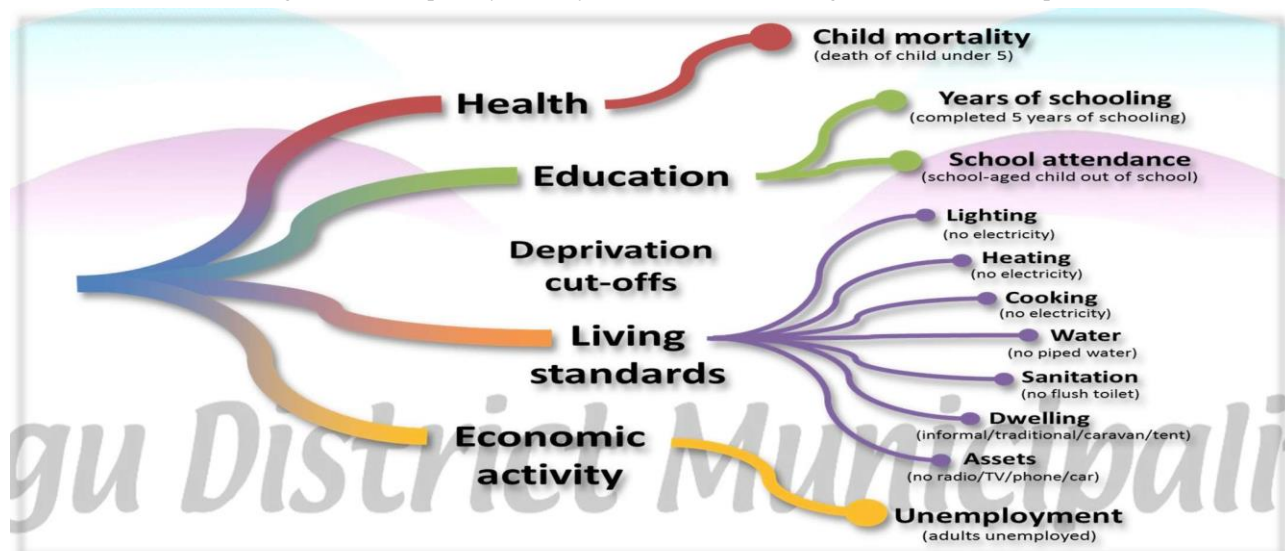 Health
Child mortality
(death of child under 5)
Education
Years of schooling
(completed 5 years of schooling)
School attendance
(school-aged child out of school)
Deprivation
cut-offs
Living
standards
Lighting
(no electricity)
Heating
(no electricity)
Cooking
(no electricity)
Water
(no piped water)
Sanitation
(no flush toilet)
Dwelling
(informal/traditional/caravan/tent)
Assets
(no radio/TV/phone/car)
Economic
activity
Unemployment
(adults unemployed)
gu District Municipali